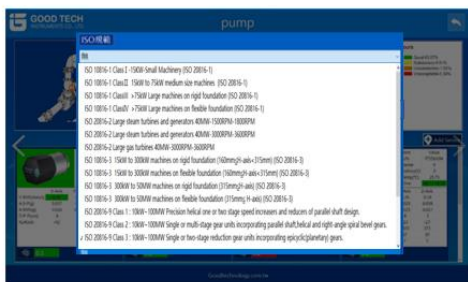 GOOD TECH
INSTRUMENTS CO., LTD.
pump
ISO規範
無
ISO 10816-1 Class I -15KW-Small Machinery (ISO 20816-1)
ISO 10816-1 ClassII 15kW to 75kW medium size machines (ISO 20816-1)
ISO 10816-1 ClassIII >75kW Large machines on rigid foundation (ISO 20816-1)
ISO 10816-1 ClassIV >75kW Large machines on flexible foundation (ISO 20816-1)
ISO 20816-2 Large steam turbines and generators 40MW-1500RPM-1800RPM
ISO 20816-2 Large steam turbines and generators 40MW-3000RPM-3600RPM
ISO 20816-2 Large gas turbines 40MW-3000RPM-3600RPM
ISO 10816-3 15kW to 300kW machines on rigid foundation (160mm≦H-axis<315mm) (ISO 20816-3)
ISO 10816-3 15kW to 300kW machines on flexible foundation (160mm≦H-axis<315mm) (ISO 20816-3)
ISO 10816-3 300kW to 50MW machines on rigid foundation (315mm≦H-axis) (ISO 20816-3)
ISO 10816-3 300kW to 50MW machines on flexible foundation (315mm≦H-axis) (ISO 20816-3)
ISO 20816-9 Class 1 : 10kW~100MW Precision helical one or two stage speed increasers and reducers of parallel shaft design.
ISO 20816-9 Class 2 : 10kW~100MW Single or multi-stage gear units incorporating parallel shaft,helical and right-angle spiral bevel gears.
✓ ISO 20816-9 Class 3 : 10kW~100MW Single or two-stage reduction gear units incorporating epicyclic(planetary) gears.
Goodtechnology.com.tw